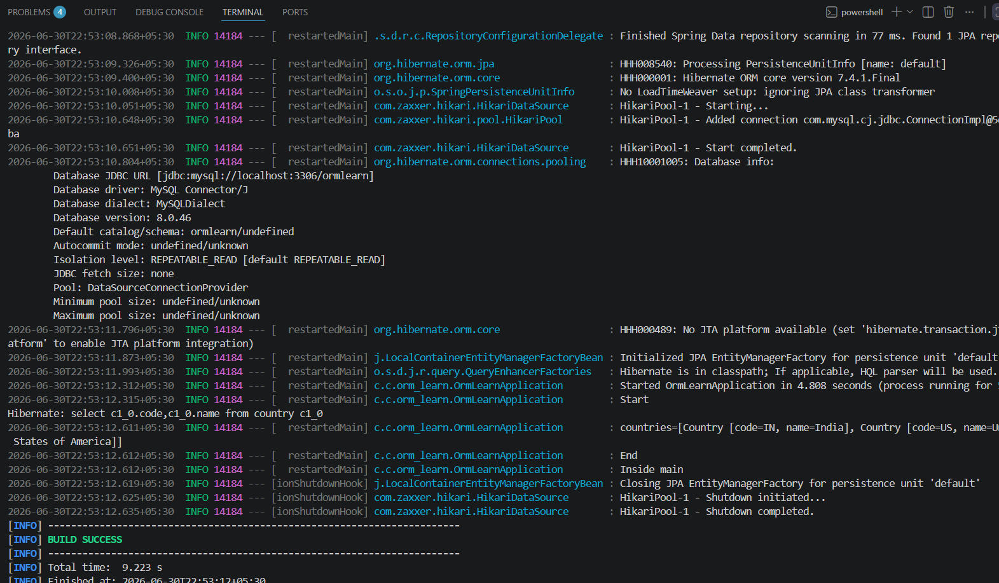 PROBLEMS 4 OUTPUT DEBUG CONSOLE TERMINAL PORTS powershell
2026-06-30T22:53:08.868+05:30  INFO 14184 --- [  restartedMain] .s.d.r.c.RepositoryConfigurationDelegate : Finished Spring Data repository scanning in 77 ms. Found 1 JPA repo
ry interface.
2026-06-30T22:53:09.326+05:30  INFO 14184 --- [  restartedMain] org.hibernate.orm.jpa                    : HHH008540: Processing PersistenceUnitInfo [name: default]
2026-06-30T22:53:09.400+05:30  INFO 14184 --- [  restartedMain] org.hibernate.orm.core                   : HHH000001: Hibernate ORM core version 7.4.1.Final
2026-06-30T22:53:10.008+05:30  INFO 14184 --- [  restartedMain] o.s.o.j.p.SpringPersistenceUnitInfo      : No LoadTimeWeaver setup: ignoring JPA class transformer
2026-06-30T22:53:10.051+05:30  INFO 14184 --- [  restartedMain] com.zaxxer.hikari.HikariDataSource       : HikariPool-1 - Starting...
2026-06-30T22:53:10.648+05:30  INFO 14184 --- [  restartedMain] com.zaxxer.hikari.pool.HikariPool        : HikariPool-1 - Added connection com.mysql.cj.jdbc.ConnectionImpl@5
ba
2026-06-30T22:53:10.651+05:30  INFO 14184 --- [  restartedMain] com.zaxxer.hikari.HikariDataSource       : HikariPool-1 - Start completed.
2026-06-30T22:53:10.804+05:30  INFO 14184 --- [  restartedMain] org.hibernate.orm.connections.pooling    : HHH10001005: Database info:
        Database JDBC URL [jdbc:mysql://localhost:3306/ormlearn]
        Database driver: MySQL Connector/J
        Database dialect: MySQLDialect
        Database version: 8.0.46
        Default catalog/schema: ormlearn/undefined
        Autocommit mode: undefined/unknown
        Isolation level: REPEATABLE_READ [default REPEATABLE_READ]
        JDBC fetch size: none
        Pool: DataSourceConnectionProvider
        Minimum pool size: undefined/unknown
        Maximum pool size: undefined/unknown
2026-06-30T22:53:11.796+05:30  INFO 14184 --- [  restartedMain] org.hibernate.orm.core                   : HHH000489: No JTA platform available (set 'hibernate.transaction.j
atform' to enable JTA platform integration)
2026-06-30T22:53:11.873+05:30  INFO 14184 --- [  restartedMain] j.LocalContainerEntityManagerFactoryBean : Initialized JPA EntityManagerFactory for persistence unit 'default
2026-06-30T22:53:11.993+05:30  INFO 14184 --- [  restartedMain] o.s.d.j.r.query.QueryEnhancerFactories   : Hibernate is in classpath; If applicable, HQL parser will be used.
2026-06-30T22:53:12.312+05:30  INFO 14184 --- [  restartedMain] c.c.orm_learn.OrmLearnApplication        : Started OrmLearnApplication in 4.808 seconds (process running for
2026-06-30T22:53:12.315+05:30  INFO 14184 --- [  restartedMain] c.c.orm_learn.OrmLearnApplication        : Start
Hibernate: select c1_0.code,c1_0.name from country c1_0
2026-06-30T22:53:12.611+05:30  INFO 14184 --- [  restartedMain] c.c.orm_learn.OrmLearnApplication        : countries=[Country [code=IN, name=India], Country [code=US, name=U
 States of America]]
2026-06-30T22:53:12.612+05:30  INFO 14184 --- [  restartedMain] c.c.orm_learn.OrmLearnApplication        : End
2026-06-30T22:53:12.612+05:30  INFO 14184 --- [  restartedMain] c.c.orm_learn.OrmLearnApplication        : Inside main
2026-06-30T22:53:12.619+05:30  INFO 14184 --- [ionShutdownHook] j.LocalContainerEntityManagerFactoryBean : Closing JPA EntityManagerFactory for persistence unit 'default'
2026-06-30T22:53:12.625+05:30  INFO 14184 --- [ionShutdownHook] com.zaxxer.hikari.HikariDataSource       : HikariPool-1 - Shutdown initiated...
2026-06-30T22:53:12.635+05:30  INFO 14184 --- [ionShutdownHook] com.zaxxer.hikari.HikariDataSource       : HikariPool-1 - Shutdown completed.
[INFO] ------------------------------------------------------------------------
[INFO] BUILD SUCCESS
[INFO] ------------------------------------------------------------------------
[INFO] Total time:  9.223 s
[INFO] Finished at: 2026-06-30T22:53:12+05:30